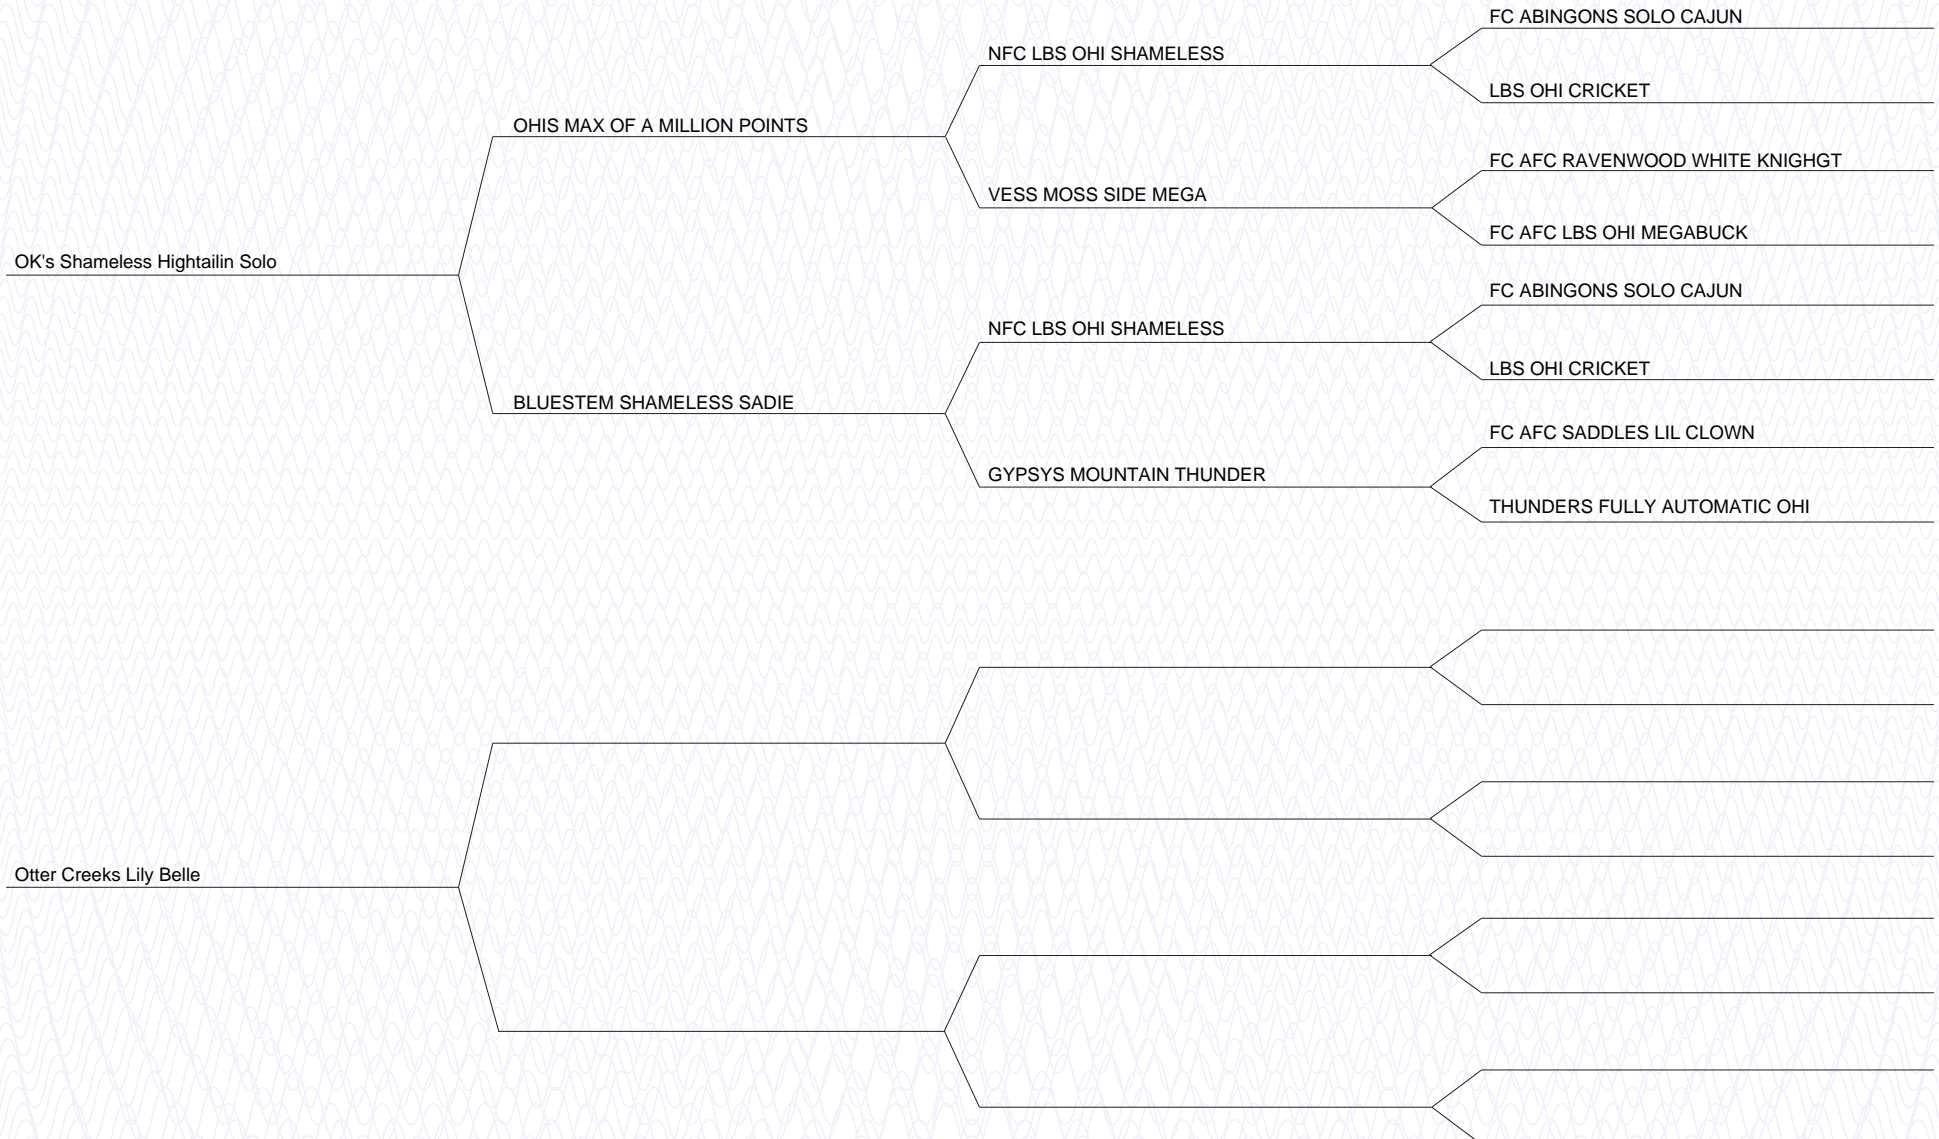 FC ABINGONS SOLO CAJUN
NFC LBS OHI SHAMELESS
LBS OHI CRICKET
OHIS MAX OF A MILLION POINTS
FC AFC RAVENWOOD WHITE KNIGHGT
VESS MOSS SIDE MEGA
FC AFC LBS OHI MEGABUCK
OK's Shameless Hightailin Solo
FC ABINGONS SOLO CAJUN
NFC LBS OHI SHAMELESS
LBS OHI CRICKET
BLUESTEM SHAMELESS SADIE
FC AFC SADDLES LIL CLOWN
GYPSYS MOUNTAIN THUNDER
THUNDERS FULLY AUTOMATIC OHI
Otter Creeks Lily Belle